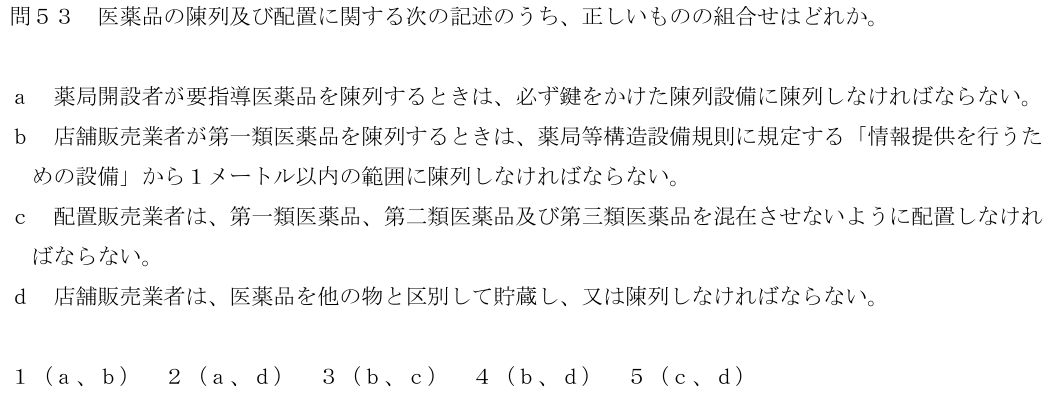 問５３　医薬品の陳列及び配置に関する次の記述のうち、正しいものの組合せはどれか。
ａ　薬局開設者が要指導医薬品を陳列するときは、必ず鍵をかけた陳列設備に陳列しなければならない。
ｂ　店舗販売業者が第一類医薬品を陳列するときは、薬局等構造設備規則に規定する「情報提供を行うた
めの設備」から１メートル以内の範囲に陳列しなければならない。
ｃ　配置販売業者は、第一類医薬品、第二類医薬品及び第三類医薬品を混在させないように配置しなけれ
ばならない。
ｄ　店舗販売業者は、医薬品を他の物と区別して貯蔵し、又は陳列しなければならない。
１（ａ、ｂ）　２（ａ、ｄ）　３（ｂ、ｃ）　４（ｂ、ｄ）　５（ｃ、ｄ）